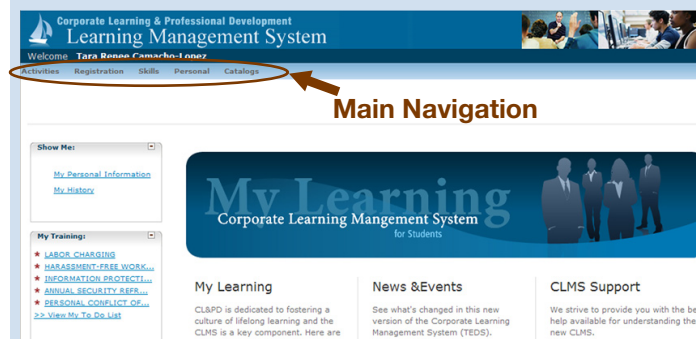 Corporate Learning & Professional Development
Learning Management System
Welcome Tara Renee Camacho-Lopez
Activities Registration Skills Personal Catalogs
Main Navigation
Show Me:
My Personal Information
My History
My Training:
LABOR CHARGING
HARASSMENT-FREE WORK...
INFORMATION PROTECTI...
ANNUAL SECURITY REFR...
PERSONAL CONFLICT OF...
>> View My To Do List
My Learning
Corporate Learning Mangement System
for Students
My Learning
CL&PD is dedicated to fostering a
culture of lifelong learning and the
CLMS is a key component. Here are
News &Events
See what's changed in this new
version of the Corporate Learning
Management System (TEDS).
CLMS Support
We strive to provide you with the be
help available for understanding the
new CLMS.